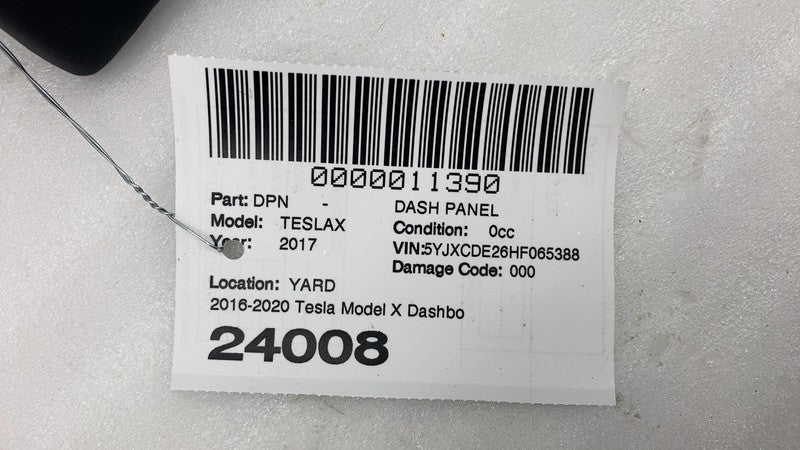 0000011390
Part: DPN - DASH PANEL
Model: TESLAX Condition: 0cc
Year: 2017 VIN:5YJXCDE26HF065388
Damage Code: 000
Location: YARD
2016-2020 Tesla Model X Dashbo
24008